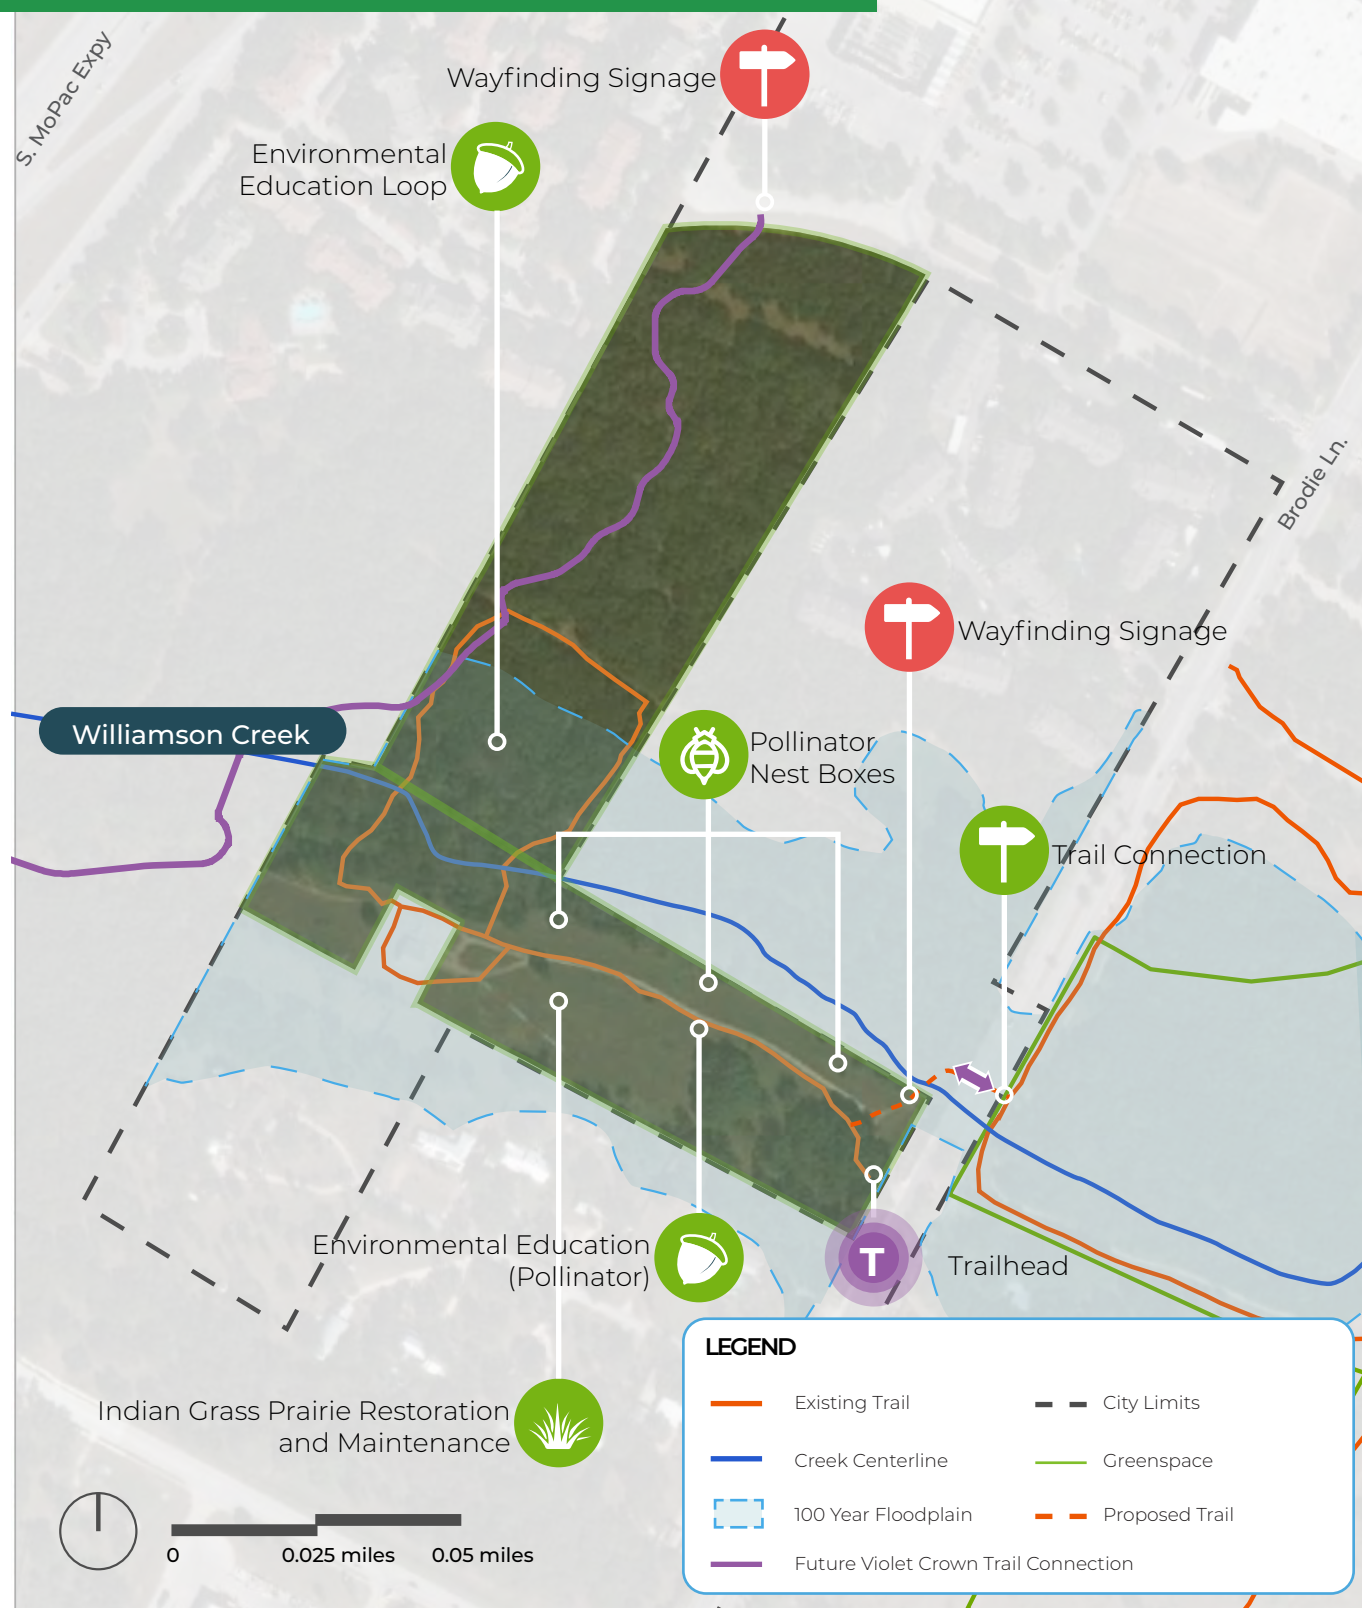 S. MoPac Expy
Wayfinding Signage
Environmental
Education Loop
Brodie Ln.
Wayfinding Signage
Williamson Creek
Pollinator
Nest Boxes
Trail Connection
Environmental Education
(Pollinator)
T
Trailhead
Indian Grass Prairie Restoration
and Maintenance
LEGEND
Existing Trail
City Limits
Creek Centerline
Greenspace
100 Year Floodplain
Proposed Trail
Future Violet Crown Trail Connection
0
0.025 miles
0.05 miles